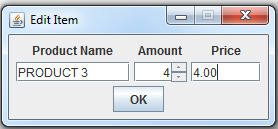 Edit Item
Product Name Amount Price
PRODUCT 3 4 4.00
OK